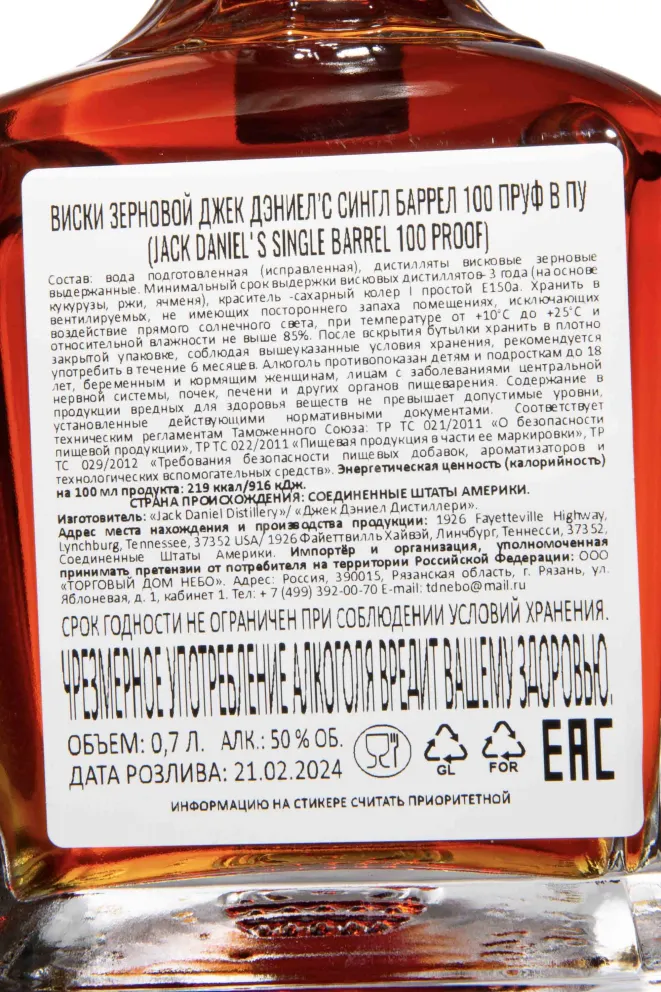 ВИСКИ ЗЕРНОВОЙ ДЖЕК ДЭНИЕЛ'С СИНГЛ БАРРЕЛ 100 ПРУФ В ПУ
(JACK DANIEL'S SINGLE BARREL 100 PROOF)
Состав: вода подготовленная (исправленная), дистилляты висковые зерновые
выдержанные. Минимальный срок выдержки висковых дистиллятов- 3 года (на основе
кукурузы, ржи, ячменя), краситель -сахарный колер I простой Е150а. Хранить в
вентилируемых, не имеющих постороннего запаха помещениях, исключающих
воздействие прямого солнечного света, при температуре от +10°С до +25°С и
относительной влажности не выше 85%. После вскрытия бутылки хранить в плотно
закрытой упаковке, соблюдая вышеуказанные условия хранения, рекомендуется
употребить в течение 6 месяцев. Алкоголь противопоказан детям и подросткам до 18
лет, беременным и кормящим женщинам, лицам с заболеваниями центральной
нервной системы, почек, печени и других органов пищеварения. Содержание в
продукции вредных для здоровья веществ не превышает допустимые уровни,
установленные действующими нормативными документами. Соответствует
техническим регламентам Таможенного Союза: ТР ТС 021/2011 «О безопасности
пищевой продукции», ТР ТС 022/2011 «Пищевая продукция в части ее маркировки», ТР
ТС 029/2012 «Требования безопасности пищевых добавок, ароматизаторов и
технологических вспомогательных средств». Энергетическая ценность (калорийность)
на 100 мл продукта: 219 ккал/916 кДж.
СТРАНА ПРОИСХОЖДЕНИЯ: СОЕДИНЕННЫЕ ШТАТЫ АМЕРИКИ.
Изготовитель: «Jack Daniel Distillery»/ «Джек Дэниел Дистиллери».
Адрес места нахождения и производства продукции: 1926 Fayetteville Highway,
Lynchburg, Tennessee, 37352 USA/ 1926 Файеттвилль Хайвэй, Линчбург, Теннесси, 37352,
Соединенные Штаты Америки. Импортёр и организация, уполномоченная
принимать претензии от потребителя на территории Российской Федерации: ООО
«ТОРГОВЫЙ ДОМ НЕБО». Адрес: Россия, 390015, Рязанская область, г. Рязань, ул.
Яблоневая, д. 1, кабинет 1. Тел: + 7 (499) 392-00-70 E-mail: tdnebo@mail.ru
СРОК ГОДНОСТИ НЕ ОГРАНИЧЕН ПРИ СОБЛЮДЕНИИ УСЛОВИЙ ХРАНЕНИЯ.
ЧРЕЗМЕРНОЕ УПОТРЕБЛЕНИЕ АЛКОГОЛЯ ВРЕДИТ ВАШЕМУ ЗДОРОВЬЮ.
ОБЪЕМ: 0,7 Л. АЛК.: 50 % ОБ.
ДАТА РОЗЛИВА: 21.02.2024
GL FOR EAC
ИНФОРМАЦИЮ НА СТИКЕРЕ СЧИТАТЬ ПРИОРИТЕТНОЙ